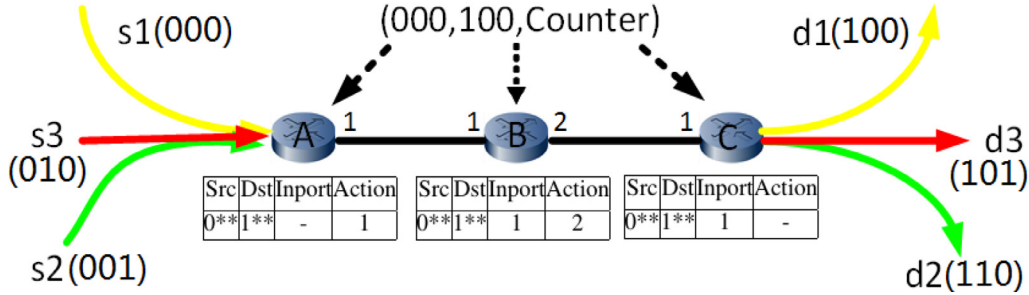 s1(000)
(000,100,Counter)
d1(100)
s3
(010)
A
1
1
B
2
1
C
d3
(101)
Src Dst Inport Action
0** 1** - 1
Src Dst Inport Action
0** 1** 1 2
Src Dst Inport Action
0** 1** 1 -
s2(001)
d2(110)